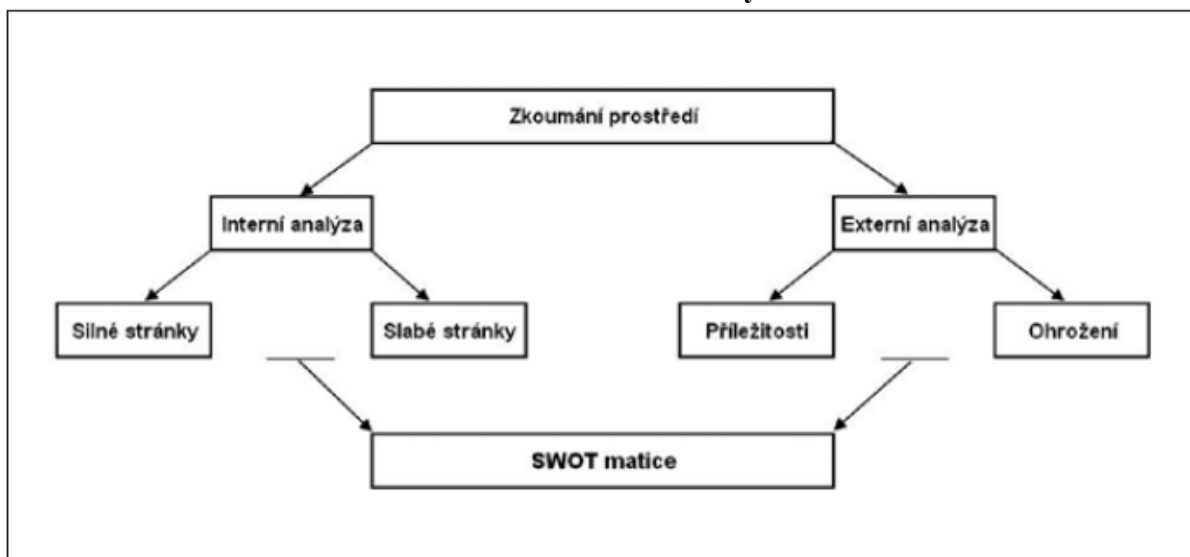 Zkoumání prostředí
Interní analýza
Externí analýza
Silné stránky
Slabé stránky
Příležitosti
Ohrožení
SWOT matice